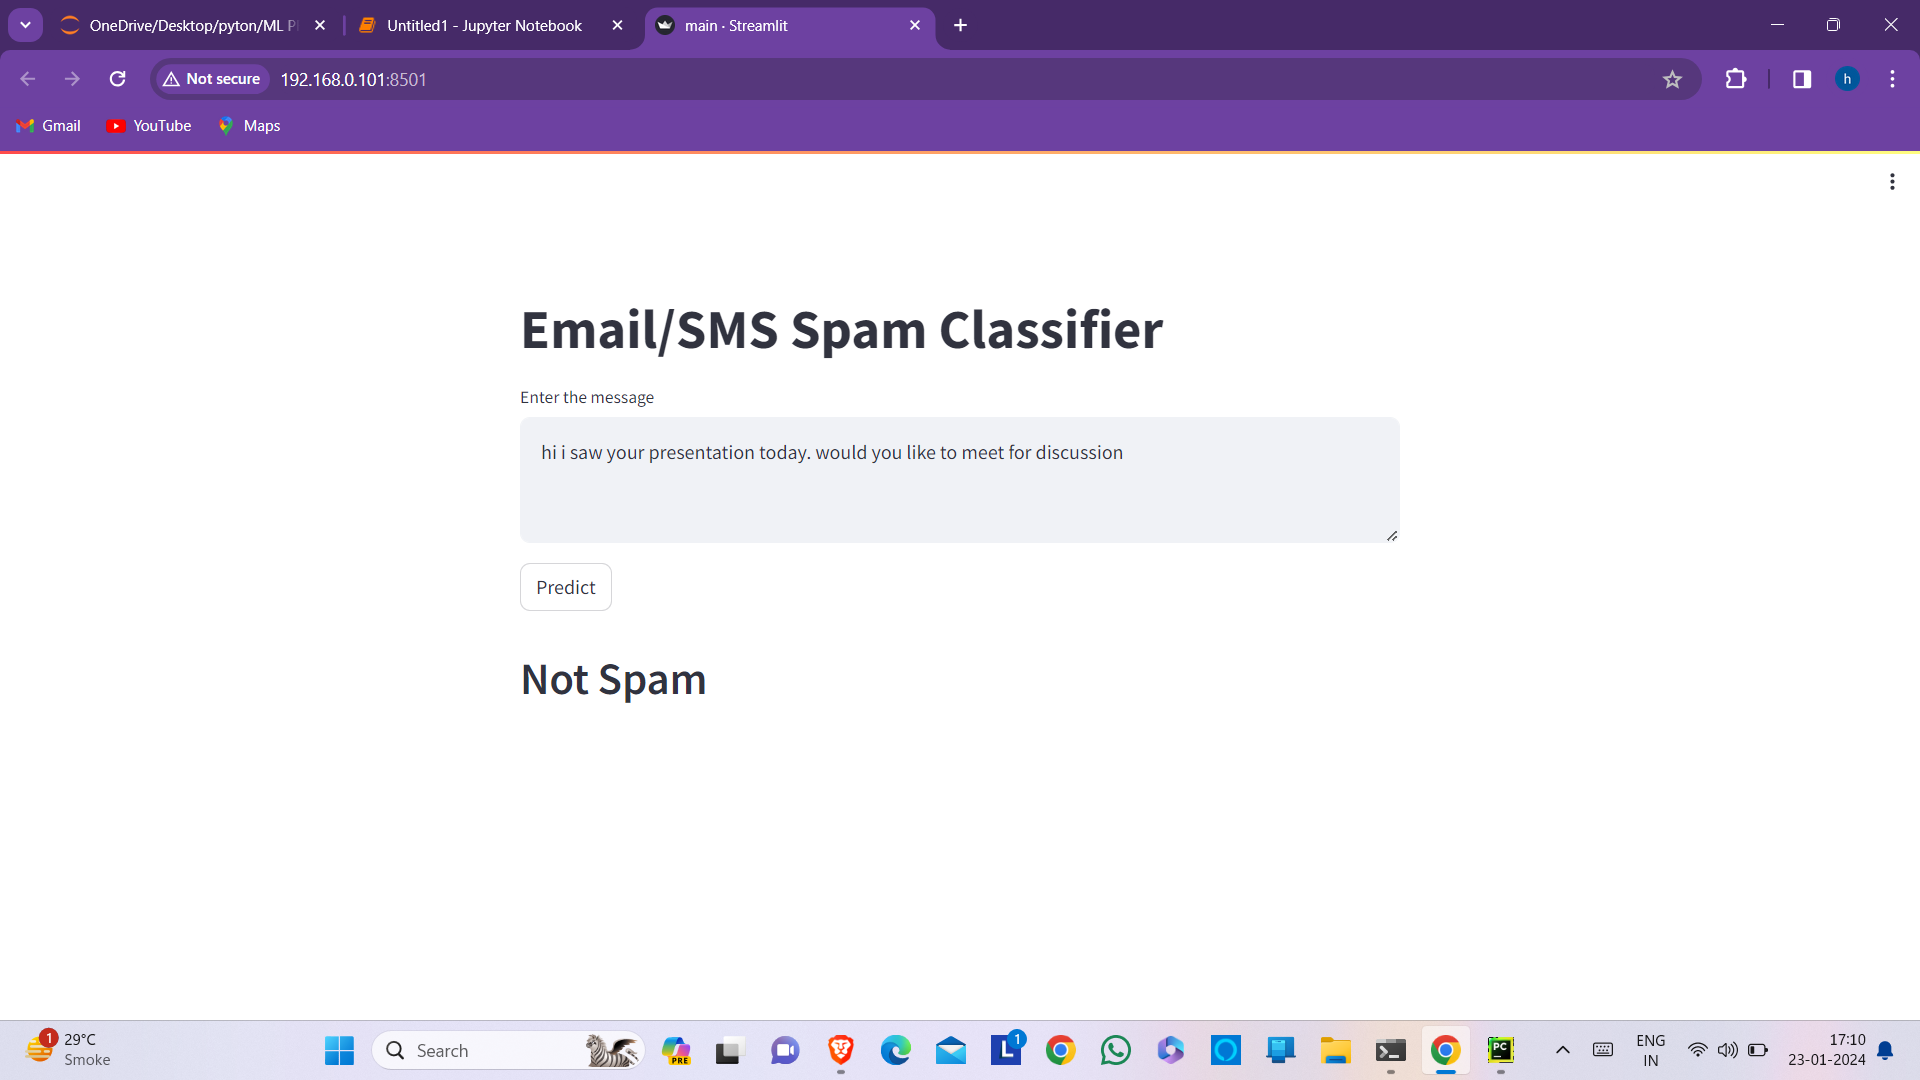 OneDrive/Desktop/pyton/ML P
Untitled1 - Jupyter Notebook
main · Streamlit
Not secure
192.168.0.101:8501
h
Gmail
YouTube
Maps
Email/SMS Spam Classifier
Enter the message
hi i saw your presentation today. would you like to meet for discussion
Predict
Not Spam
1
29°C
Smoke
Search
PRE
L
1
PC
ENG
IN
17:10
23-01-2024